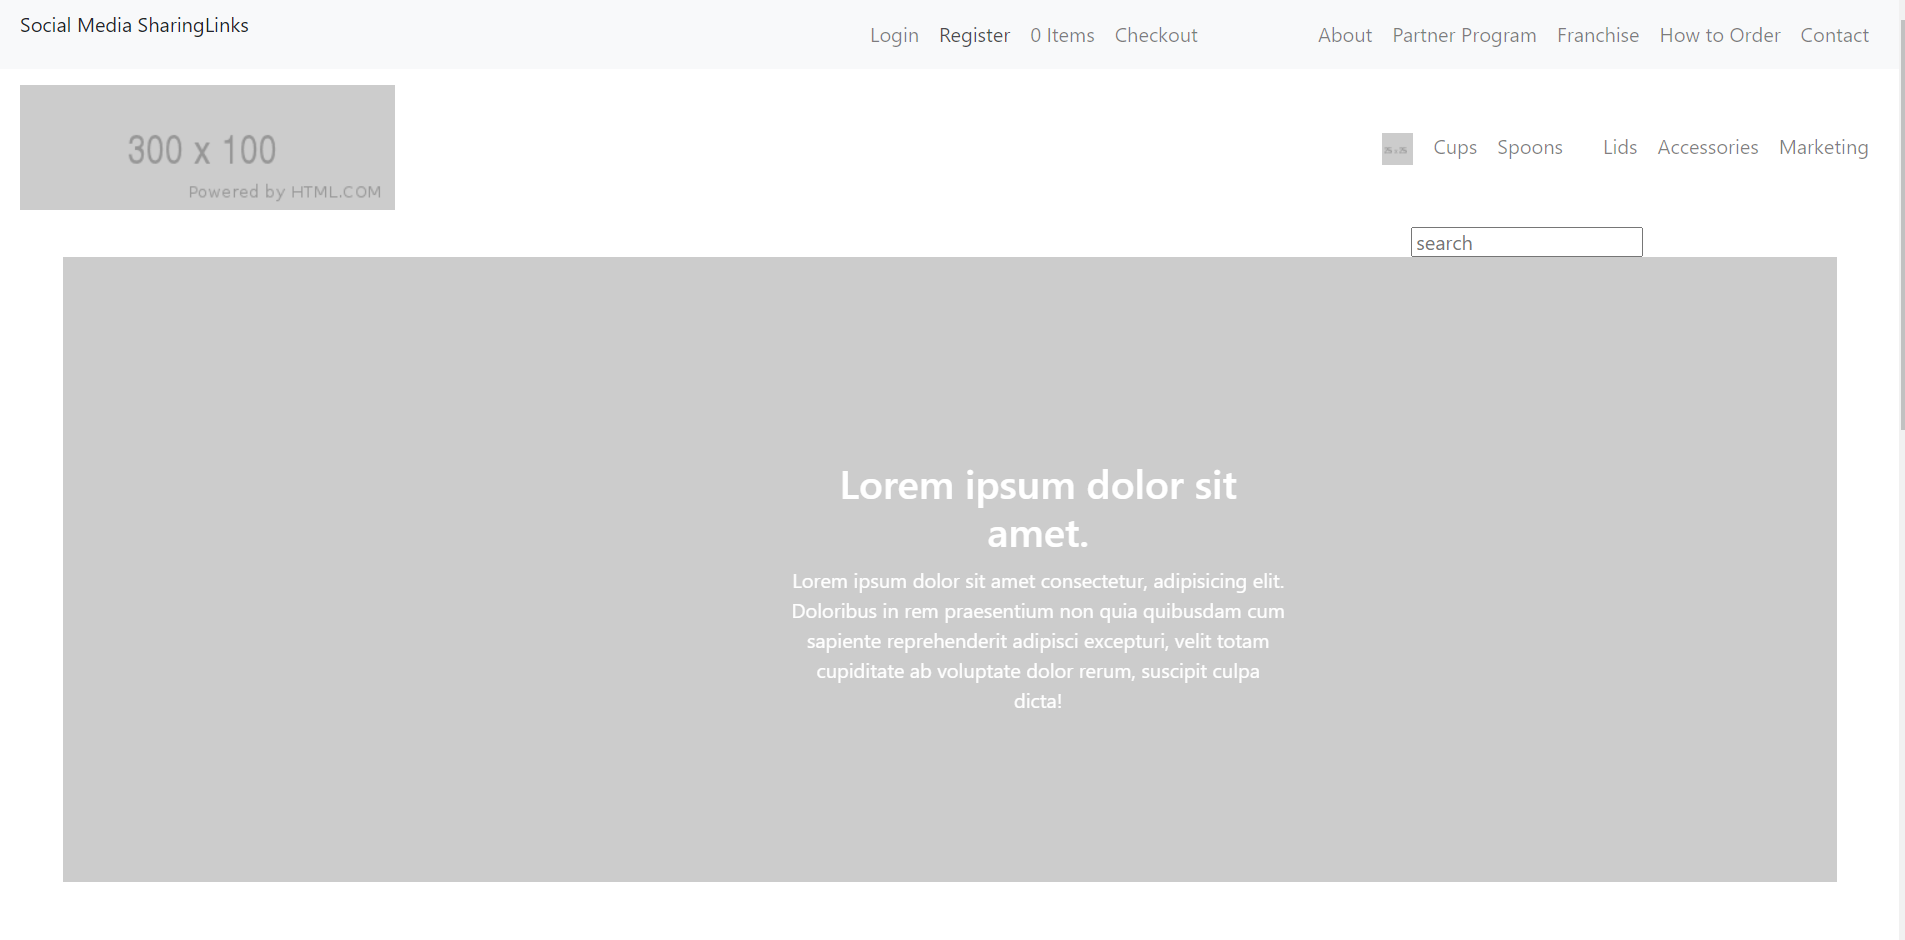 Social Media SharingLinks
Login Register 0 Items Checkout About Partner Program Franchise How to Order Contact
300 x 100
Powered by HTML.COM
Cups Spoons Lids Accessories Marketing
search
Lorem ipsum dolor sit
amet.
Lorem ipsum dolor sit amet consectetur, adipisicing elit.
Doloribus in rem praesentium non quia quibusdam cum
sapiente reprehenderit adipisci excepturi, velit totam
cupiditate ab voluptate dolor rerum, suscipit culpa
dicta!